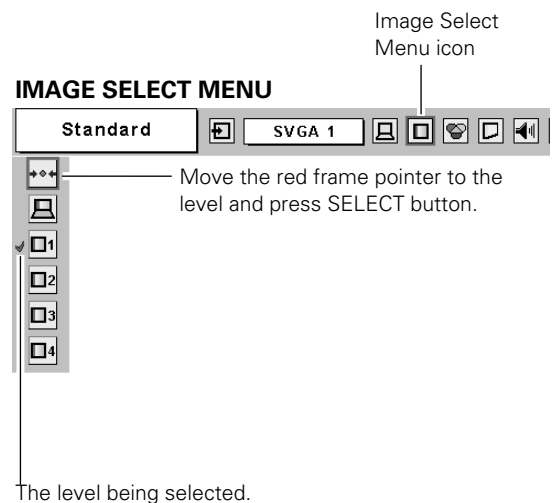 Image Select
Menu icon
IMAGE SELECT MENU
Standard
SVGA 1
Move the red frame pointer to the
level and press SELECT button.
1
2
3
4
The level being selected.